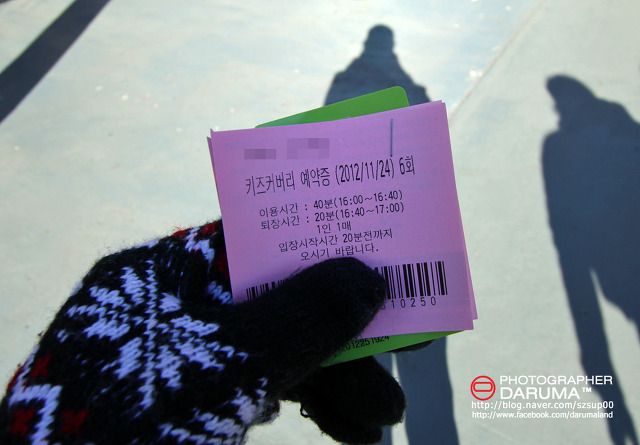 키즈커버리 예약증 (2012/11/24) 6회
이용시간 : 40분(16:00~16:40)
퇴장시간 : 20분(16:40~17:00)
1인 1매
입장시작시간 20분전까지
오시기 바랍니다.
10250
2012251924
PHOTOGRAPHER
DARUMA™
http://blog.naver.com/szsup00
http://www.facebook.com/darumaland